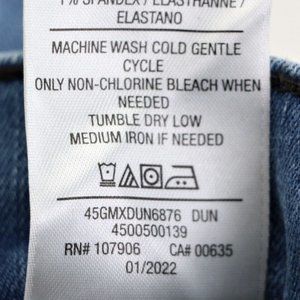 1% SPANDEX / ELASTHANNE /
ELASTANO
MACHINE WASH COLD GENTLE
CYCLE
ONLY NON-CHLORINE BLEACH WHEN
NEEDED
TUMBLE DRY LOW
MEDIUM IRON IF NEEDED
45GMXDUN6876 DUN
4500500139
RN# 107906 CA# 00635
01/2022